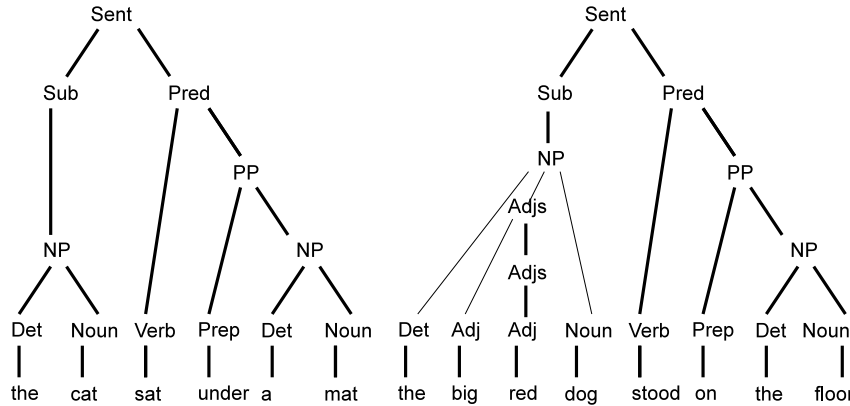 Sent Sent
Sub Pred Sub Pred
NP
PP PP
Adjs
NP NP NP
Adjs
Det Noun Verb Prep Det Noun Det Adj Adj Noun Verb Prep Det Noun
the cat sat under a mat the big red dog stood on the floor